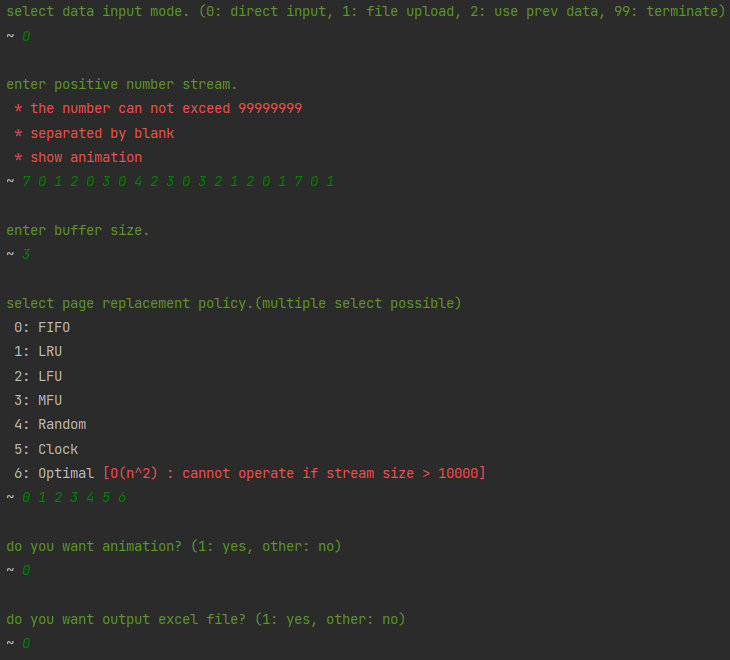 select data input mode. (0: direct input, 1: file upload, 2: use prev data, 99: terminate)
~ 0
enter positive number stream.
* the number can not exceed 99999999
* separated by blank
* show animation
~ 7 0 1 2 0 3 0 4 2 3 0 3 2 1 2 0 1 7 0 1
enter buffer size.
~ 3
select page replacement policy.(multiple select possible)
0: FIFO
1: LRU
2: LFU
3: MFU
4: Random
5: Clock
6: Optimal [O(n^2) : cannot operate if stream size > 10000]
~ 0 1 2 3 4 5 6
do you want animation? (1: yes, other: no)
~ 0
do you want output excel file? (1: yes, other: no)
~ 0